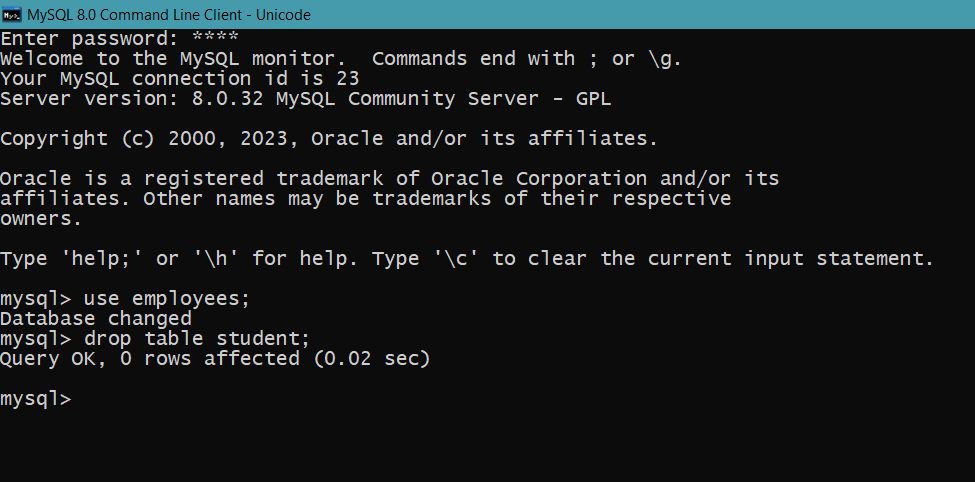 MySQL 8.0 Command Line Client - Unicode
Enter password: ****
Welcome to the MySQL monitor.  Commands end with ; or \g.
Your MySQL connection id is 23
Server version: 8.0.32 MySQL Community Server - GPL
Copyright (c) 2000, 2023, Oracle and/or its affiliates.
Oracle is a registered trademark of Oracle Corporation and/or its
affiliates. Other names may be trademarks of their respective
owners.
Type 'help;' or '\h' for help. Type '\c' to clear the current input statement.
mysql> use employees;
Database changed
mysql> drop table student;
Query OK, 0 rows affected (0.02 sec)
mysql>